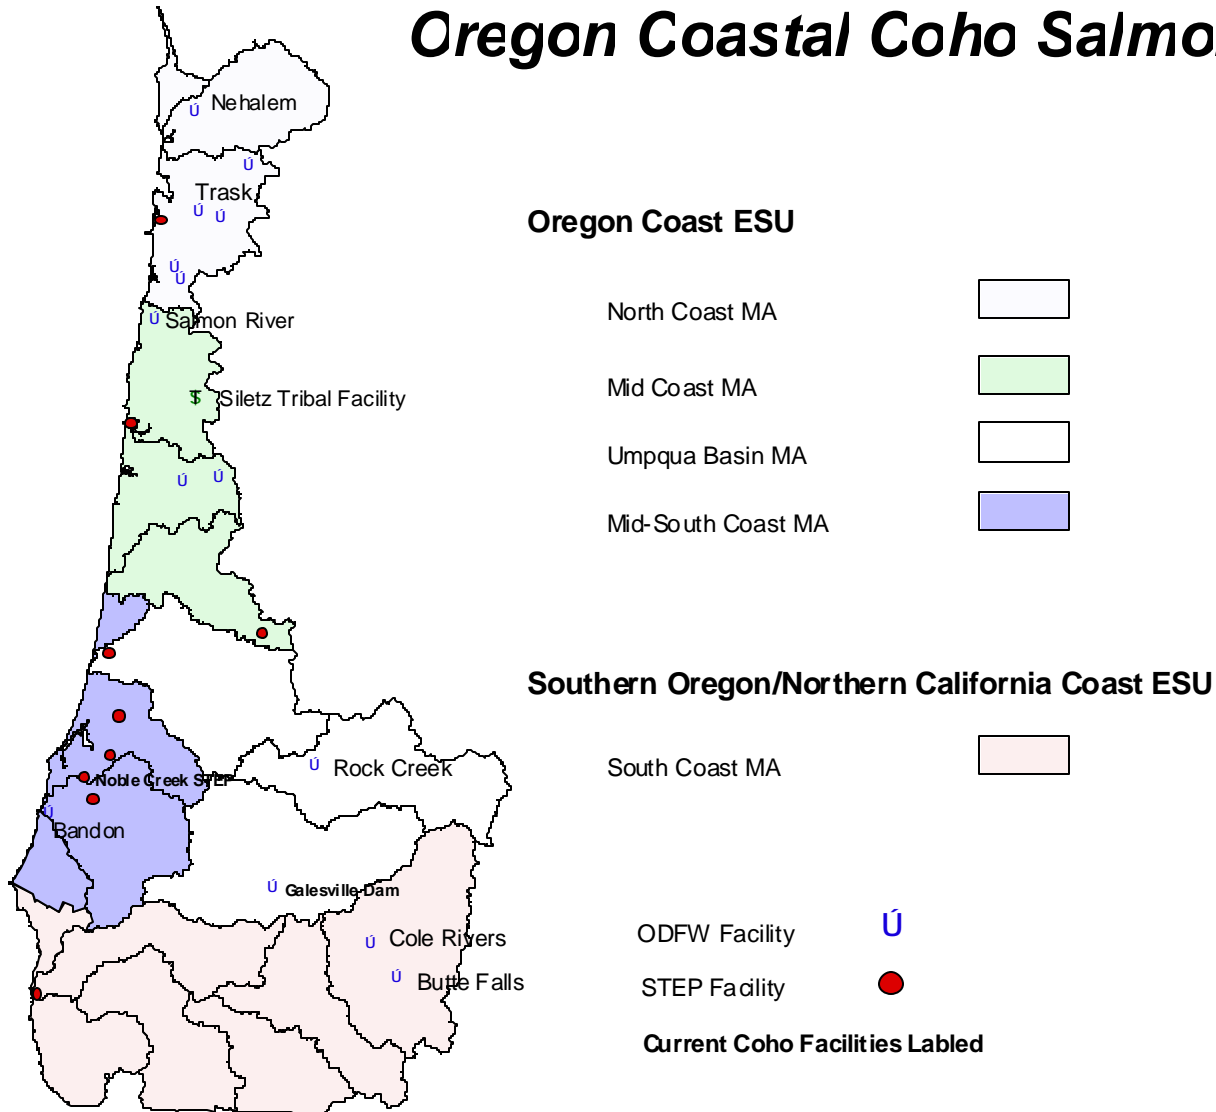 Oregon Coastal Coho Salmo
Nehalem
Trask
Oregon Coast ESU
North Coast MA
Salmon River
Mid Coast MA
Siletz Tribal Facility
Umpqua Basin MA
Mid-South Coast MA
Southern Oregon/Northern California Coast ESU
Rock Creek
South Coast MA
Noble Creek STEP
Bandon
Galesville Dam
ODFW Facility Ú
Cole Rivers
Butte Falls
STEP Facility
Current Coho Facilities Labled